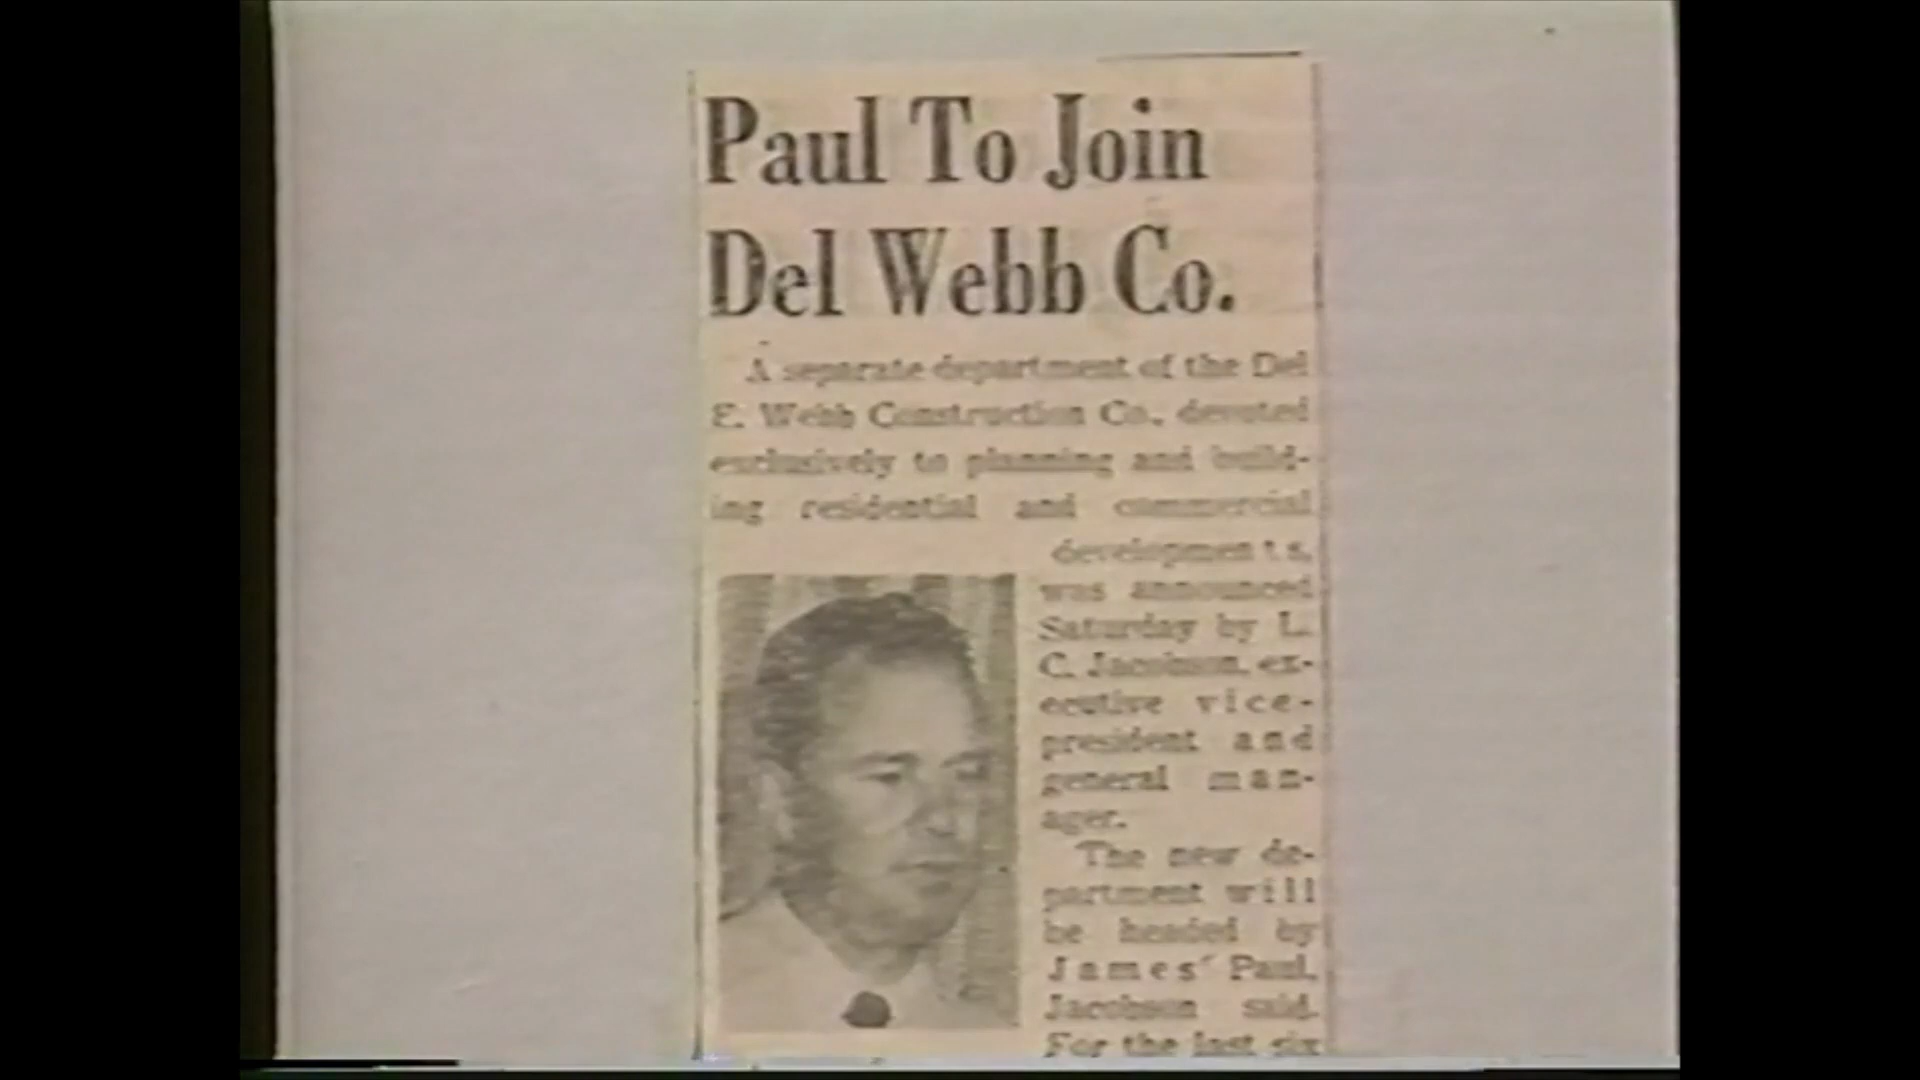 Paul To Join
Del Webb Co.
A separate department of the Del
E. Webb Construction Co., devoted
exclusively to planning and build-
ing residential and commercial
developments,
was announced
Saturday by L.
C. Jacobson, ex-
ecutive vice-
president and
general man-
ager.
The new de-
partment will
be headed by
James Paul,
Jacobson said.
For the last six